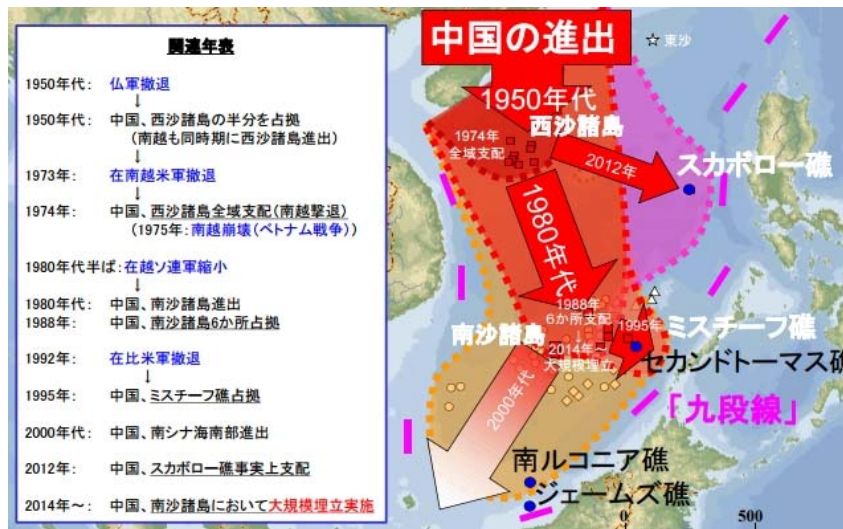 関連年表
1950年代： 仏軍撤退
↓
1950年代： 中国、西沙諸島の半分を占拠
(南越も同時期に西沙諸島進出)
↓
1973年： 在南越米軍撤退
↓
1974年： 中国、西沙諸島全域支配(南越撃退)
(1975年：南越崩壊(ベトナム戦争))
1980年代半ば：在越ソ連軍縮小
↓
1980年代： 中国、南沙諸島進出
1988年： 中国、南沙諸島6か所占拠
1992年： 在比米軍撤退
↓
1995年： 中国、ミスチーフ礁占拠
2000年代： 中国、南シナ海南部進出
2012年： 中国、スカボロー礁事実上支配
2014年～： 中国、南沙諸島において大規模埋立実施
中国の進出
東沙
1950年代
西沙諸島
1974年
全域支配
2012年
スカボロー礁
1980年代
1988年
6か所支配
↓
2014年～
大規模埋立
南沙諸島
1995年
ミスチーフ礁
セカンドトーマス礁
2000年代
「九段線」
南ルコニア礁
ジェームズ礁
0 500